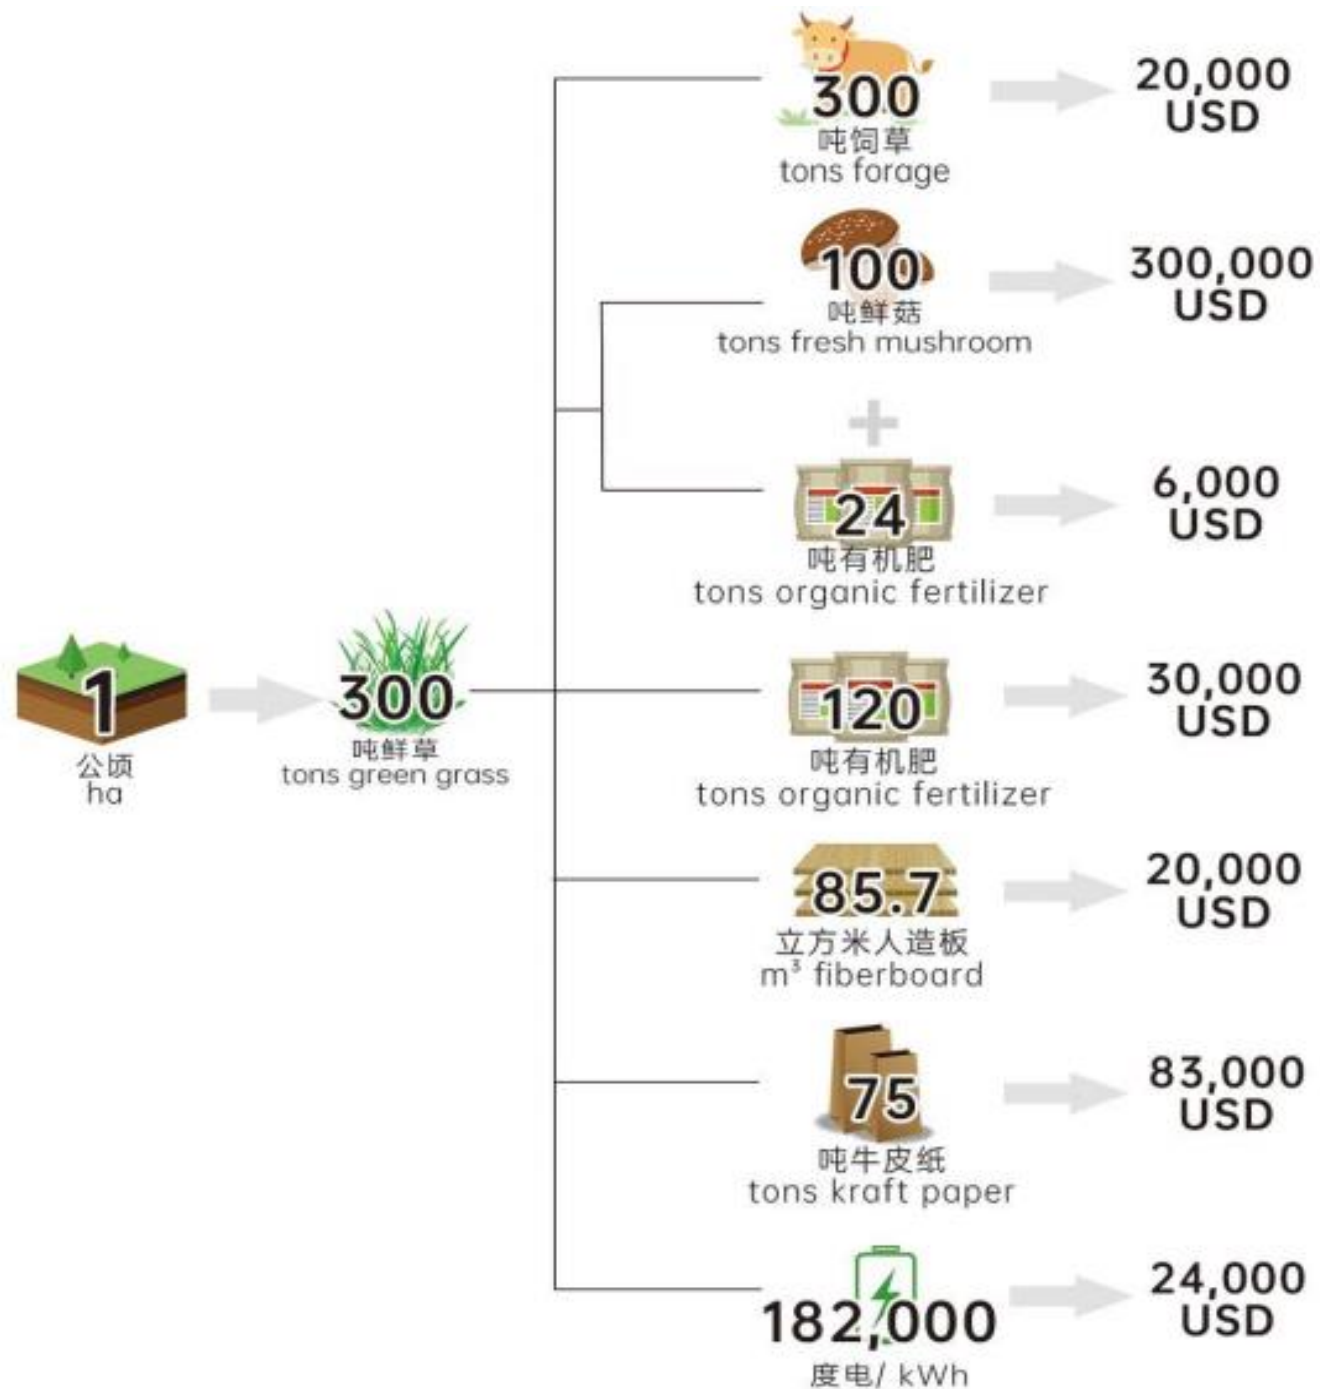 1
公顷
ha
300
吨鲜草
tons green grass
300
吨饲草
tons forage
20,000
USD
100
吨鲜菇
tons fresh mushroom
300,000
USD
+
24
吨有机肥
tons organic fertilizer
6,000
USD
120
吨有机肥
tons organic fertilizer
30,000
USD
85.7
立方米人造板
m³ fiberboard
20,000
USD
75
吨牛皮纸
tons kraft paper
83,000
USD
182,000
度电/ kWh
24,000
USD